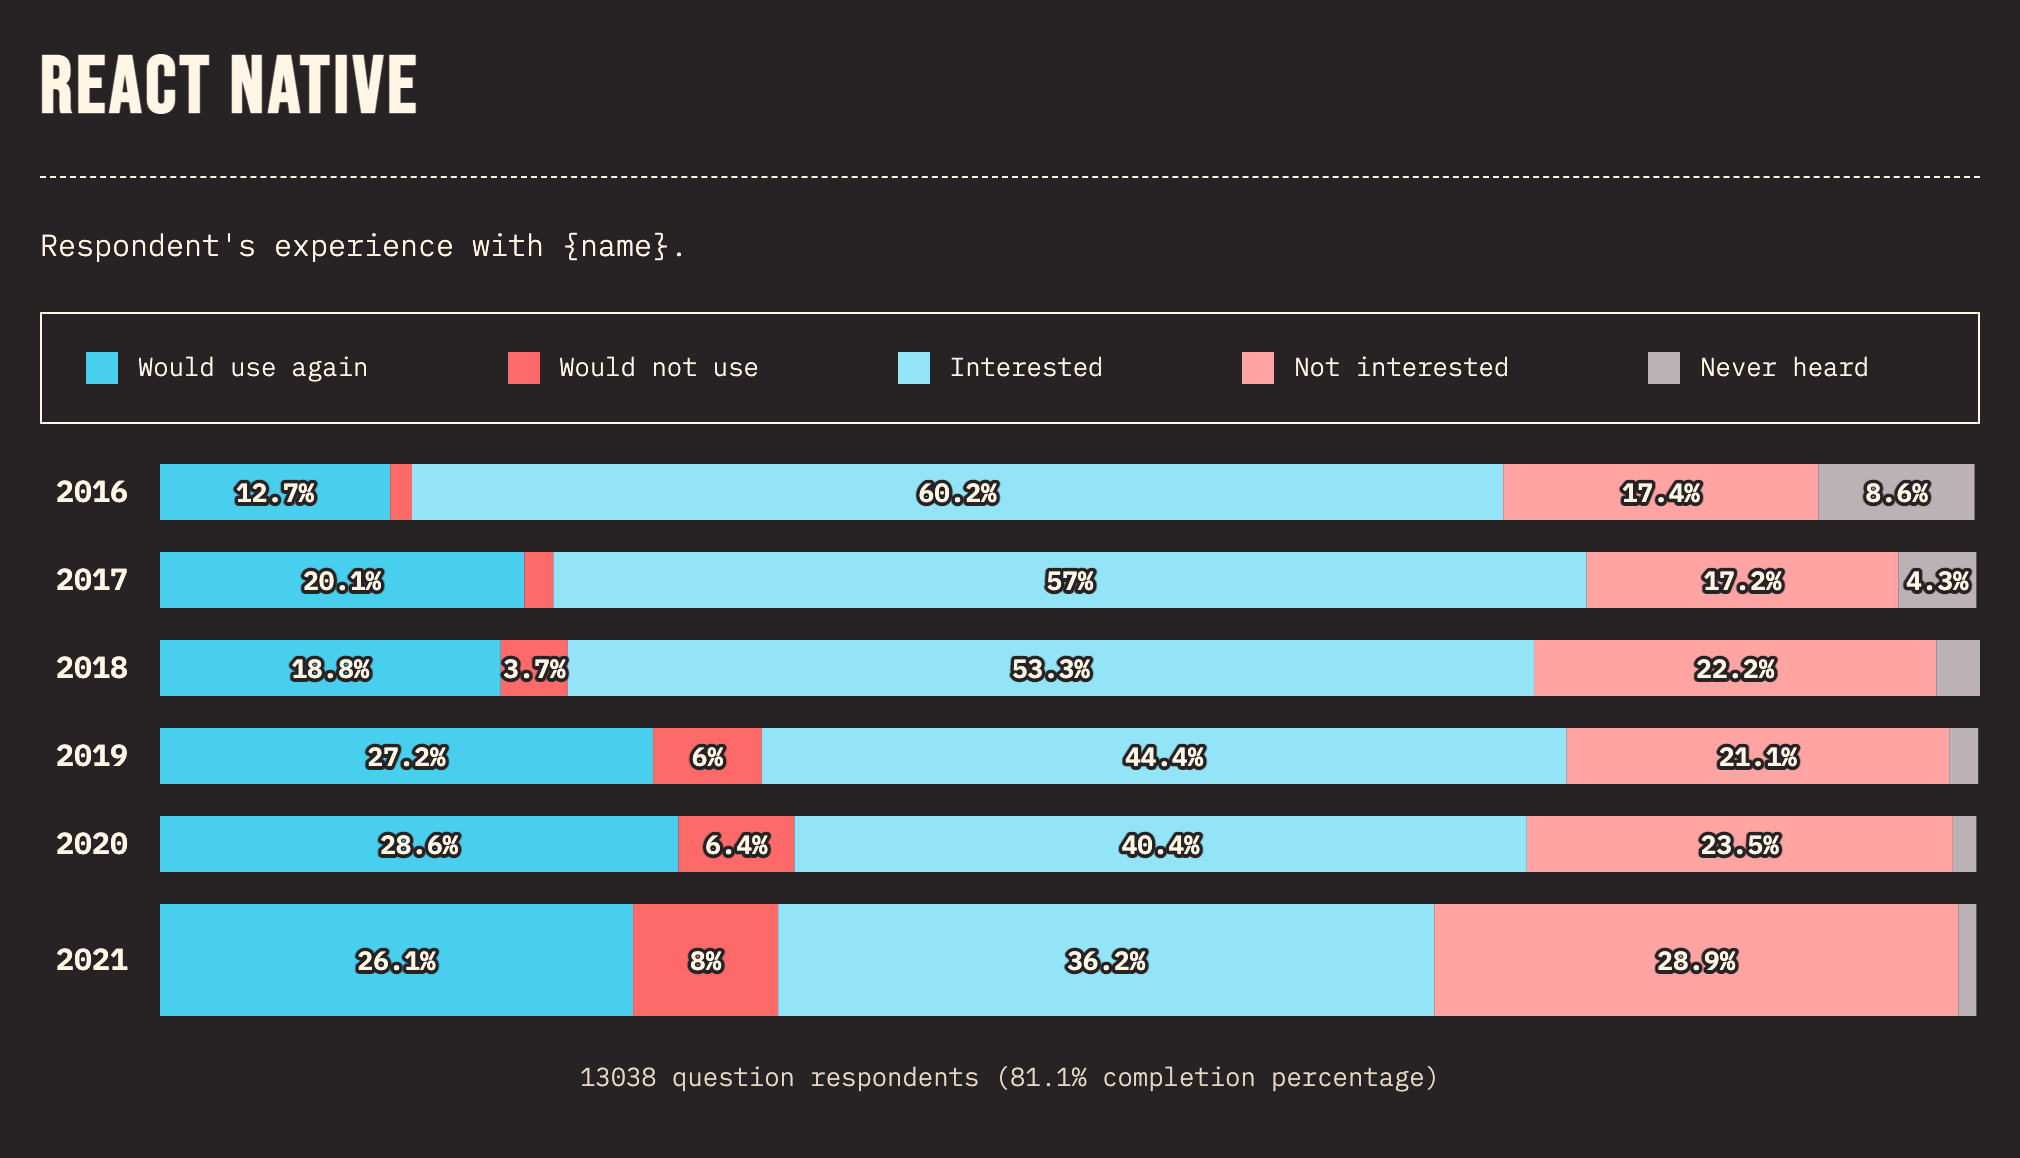 REACT NATIVE
Respondent's experience with {name}.
Would use again Would not use Interested Not interested Never heard
2016 12.7% 60.2% 17.4% 8.6%
2017 20.1% 57% 17.2% 4.3%
2018 18.8% 3.7% 53.3% 22.2%
2019 27.2% 6% 44.4% 21.1%
2020 28.6% 6.4% 40.4% 23.5%
2021 26.1% 8% 36.2% 28.9%
13038 question respondents (81.1% completion percentage)